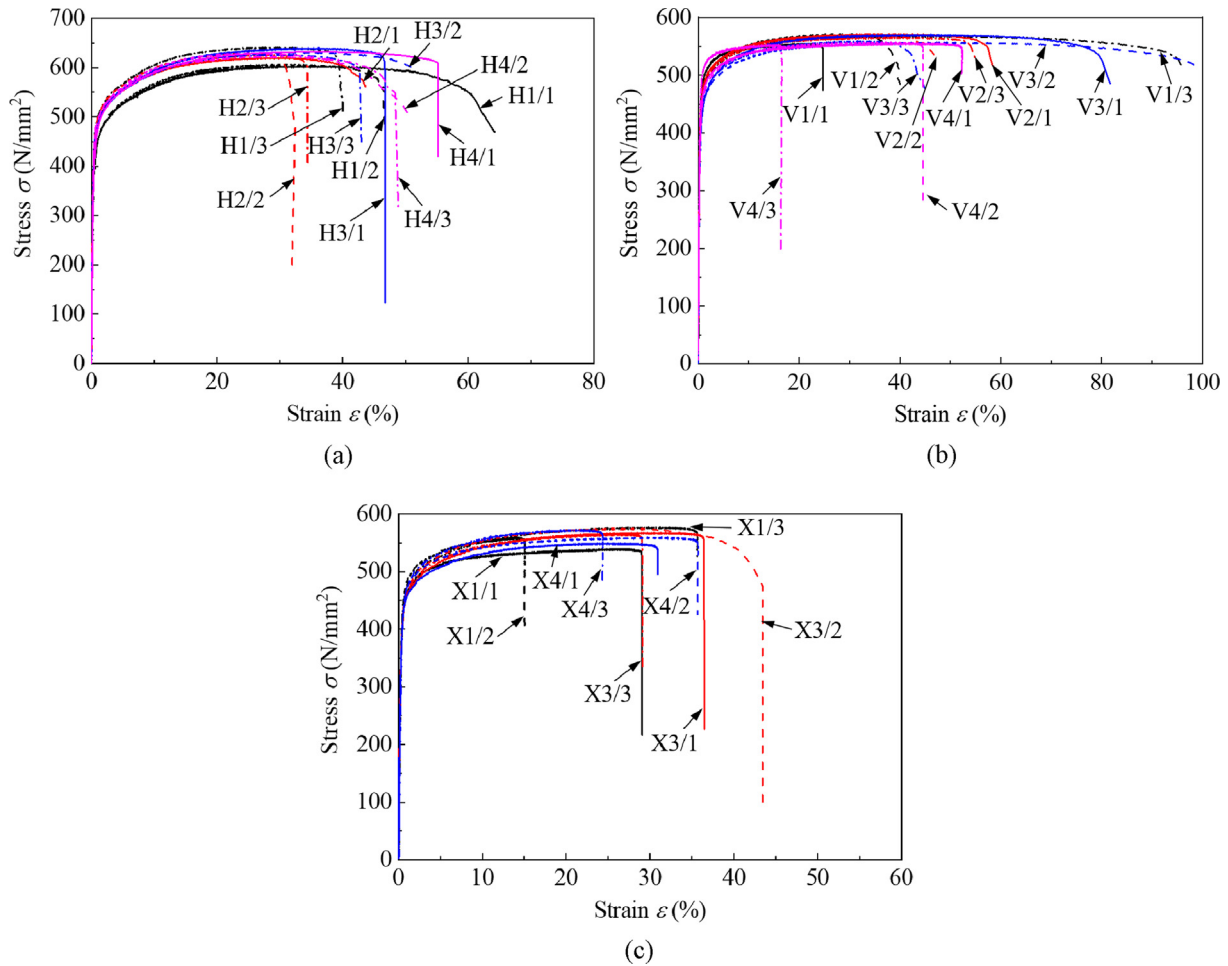 700
600
500
400
300
200
100
0
Stress σ (N/mm²)
H2/1
H3/2
H4/2
H1/1
H2/3
H1/3
H3/3
H1/2
H4/1
H2/2
H3/1
H4/3
0 20 40 60 80
Strain ε (%)
(a)
600
500
400
300
200
100
0
Stress σ (N/mm²)
V1/1
V1/2
V3/3
V2/2
V4/1
V2/3
V2/1
V3/2
V3/1
V1/3
V4/3
V4/2
0 20 40 60 80 100
Strain ε (%)
(b)
600
500
400
300
200
100
0
Stress σ (N/mm²)
X1/3
X1/1
X4/1
X4/3
X4/2
X1/2
X3/2
X3/3
X3/1
0 10 20 30 40 50 60
Strain ε (%)
(c)